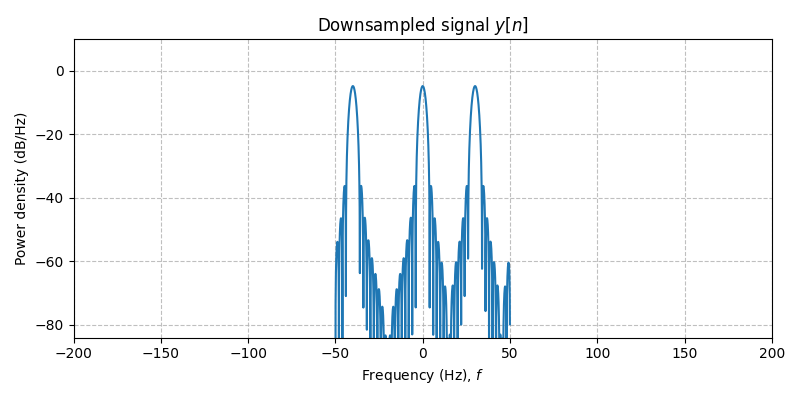 Downsampled signal y[n]
Power density (dB/Hz)
0
−20
−40
−60
−80
−200 −150 −100 −50 0 50 100 150 200
Frequency (Hz), f